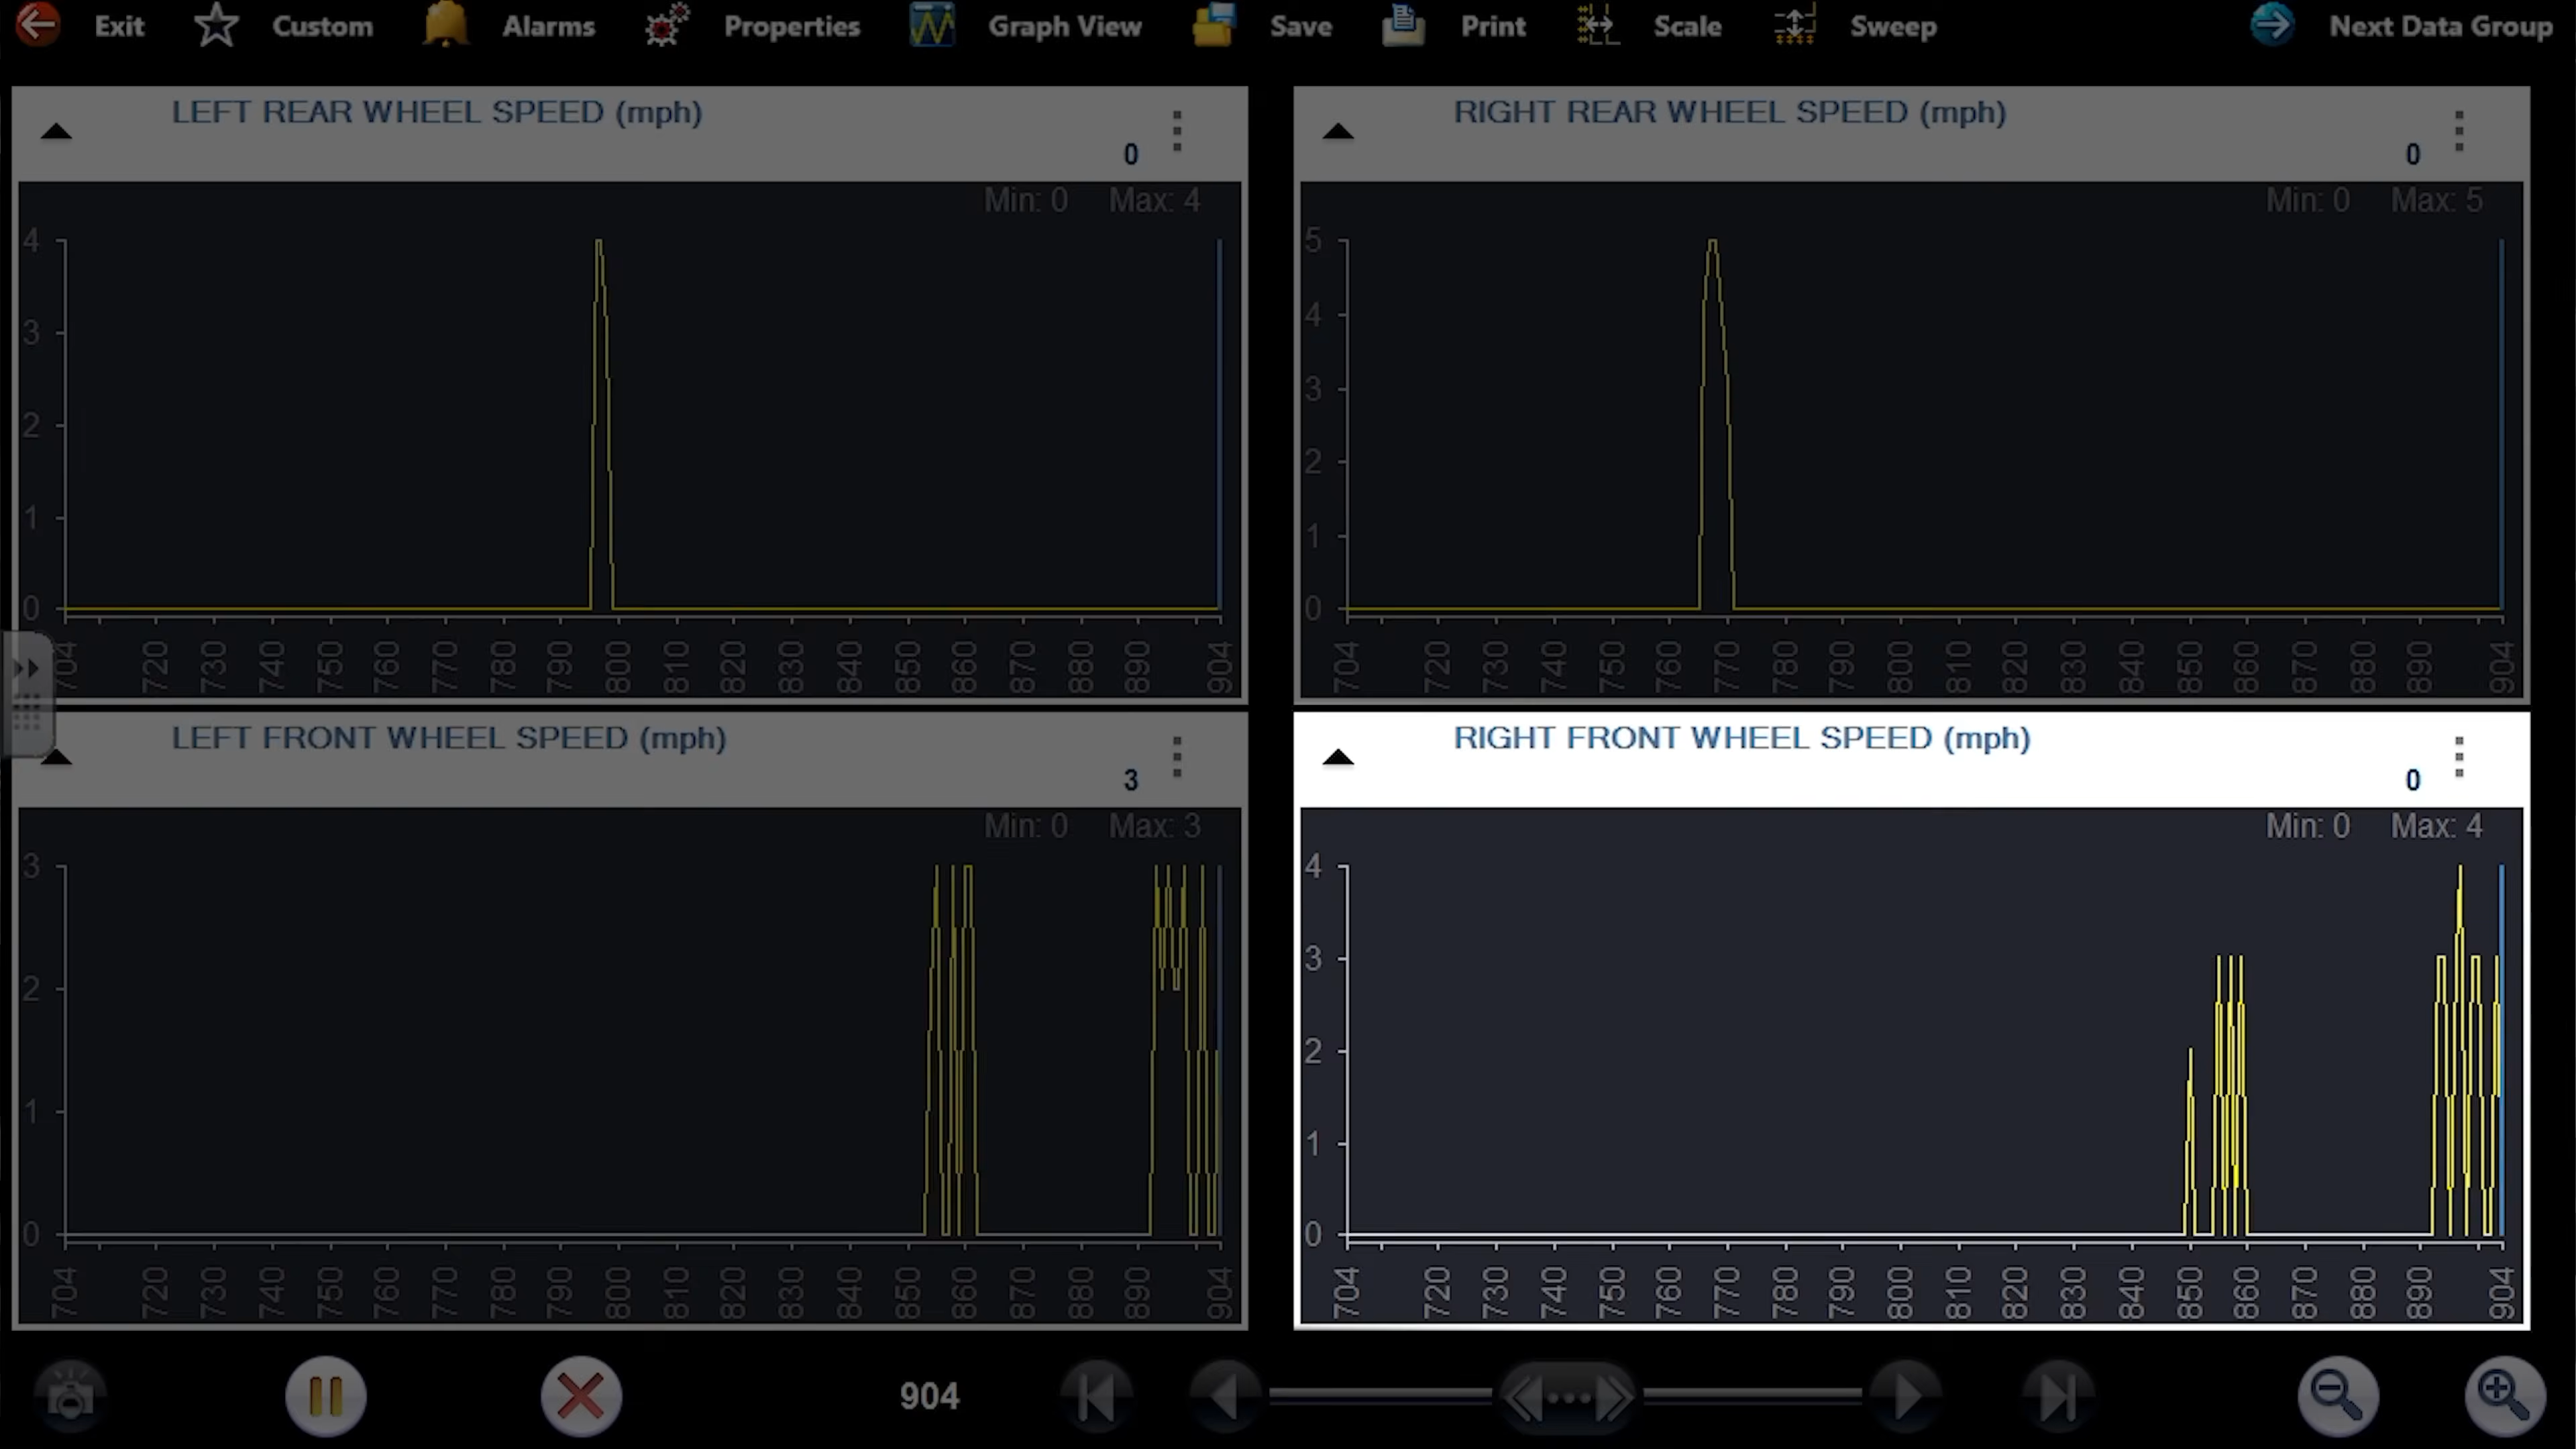 Exit Custom Alarms Properties Graph View Save Print Scale Sweep Next Data Group
LEFT REAR WHEEL SPEED (mph)
0
Min: 0 Max: 4
4
3
2
1
0
704 720 730 740 750 760 770 780 790 800 810 820 830 840 850 860 870 880 890 904
RIGHT REAR WHEEL SPEED (mph)
0
Min: 0 Max: 5
5
4
3
2
1
0
704 720 730 740 750 760 770 780 790 800 810 820 830 840 850 860 870 880 890 904
LEFT FRONT WHEEL SPEED (mph)
3
Min: 0 Max: 3
3
2
1
0
704 720 730 740 750 760 770 780 790 800 810 820 830 840 850 860 870 880 890 904
RIGHT FRONT WHEEL SPEED (mph)
0
Min: 0 Max: 4
4
3
2
1
0
704 720 730 740 750 760 770 780 790 800 810 820 830 840 850 860 870 880 890 904
904